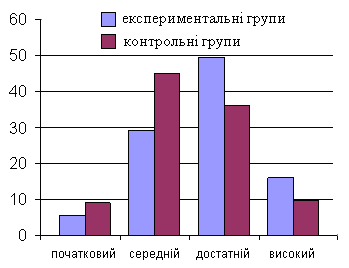 60
50
40
30
20
10
0
експериментальні групи
контрольні групи
початковий середній достатній високий